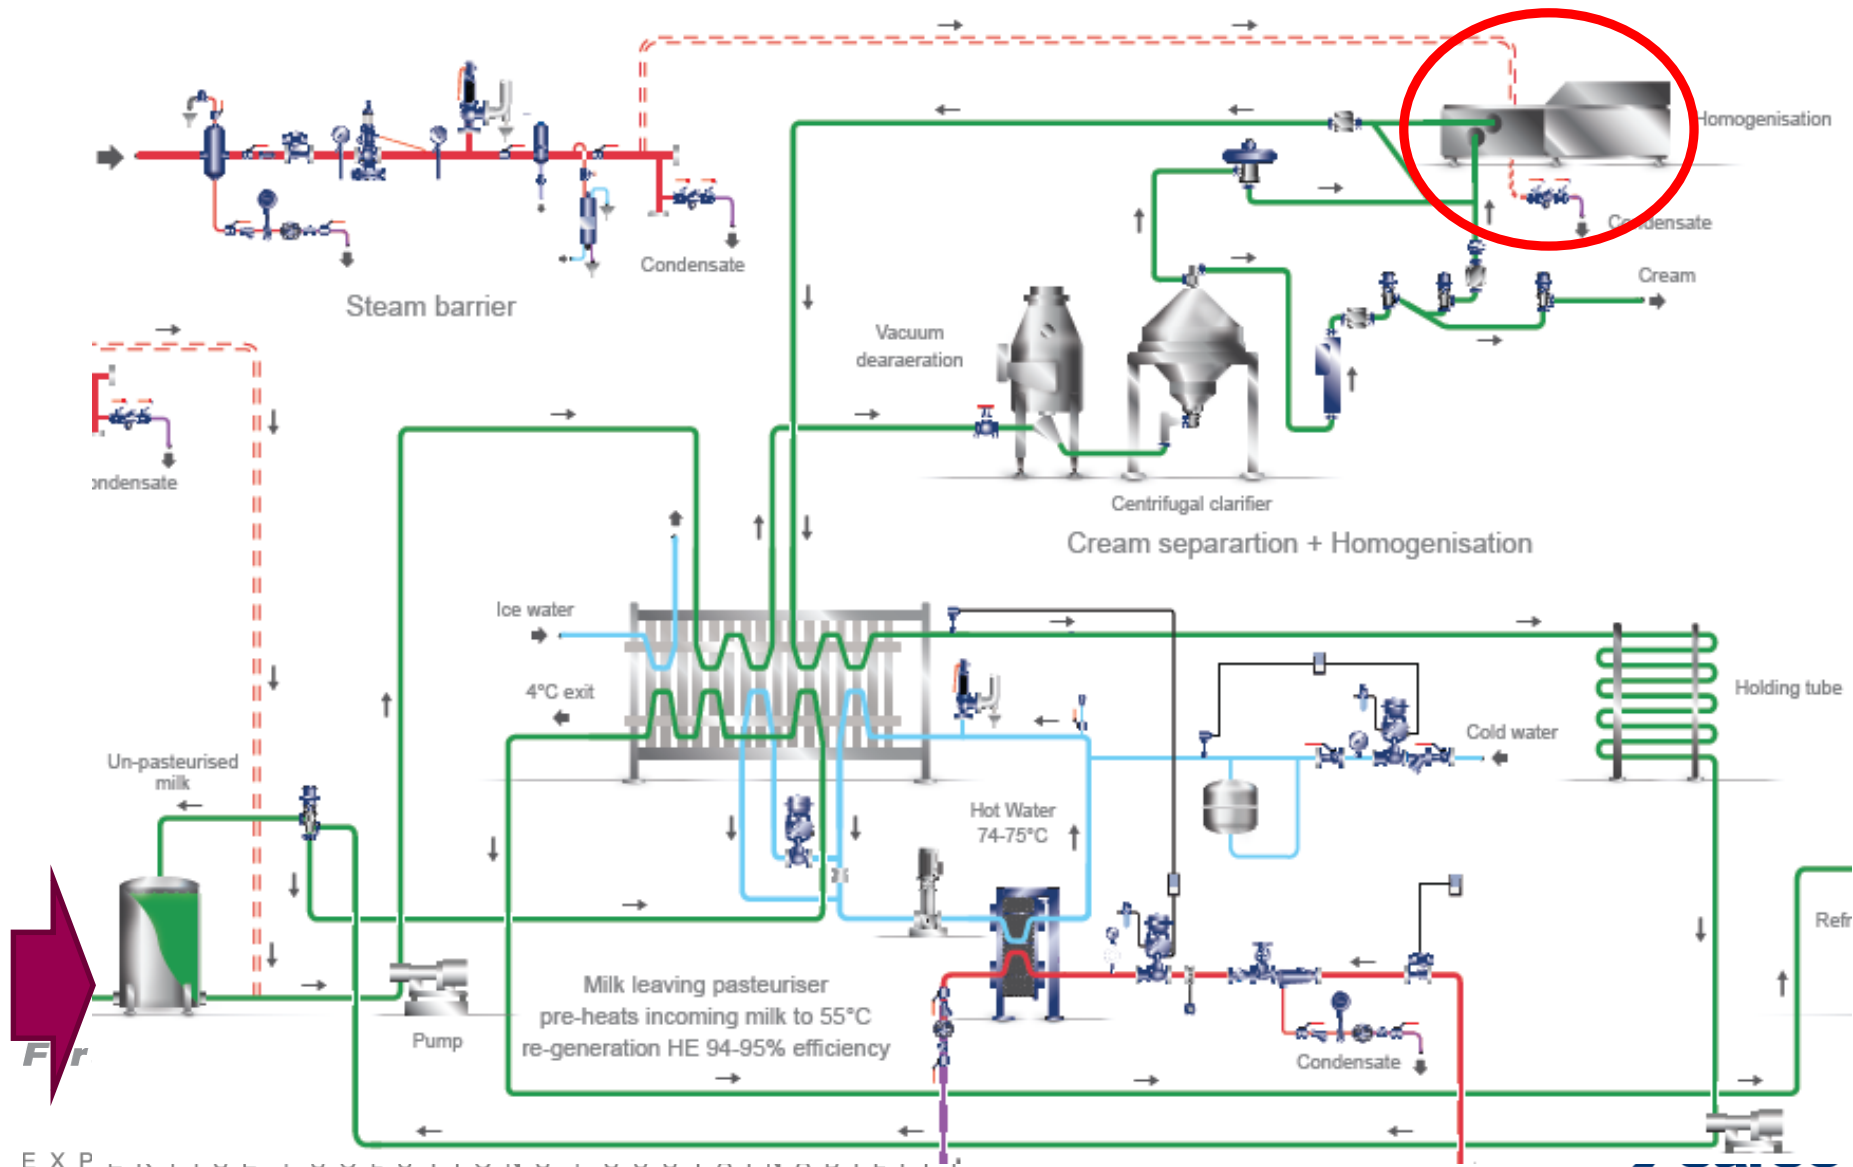 Homogenisation
Condensate
Condensate
Steam barrier
Cream
Vacuum
dearaeration
ondensate
Centrifugal clarifier
Cream separartion + Homogenisation
Ice water
4°C exit
Holding tube
Cold water
Un-pasteurised
milk
Hot Water
74-75°C
Refr
Milk leaving pasteuriser
pre-heats incoming milk to 55°C
re-generation HE 94-95% efficiency
Pump
Condensate